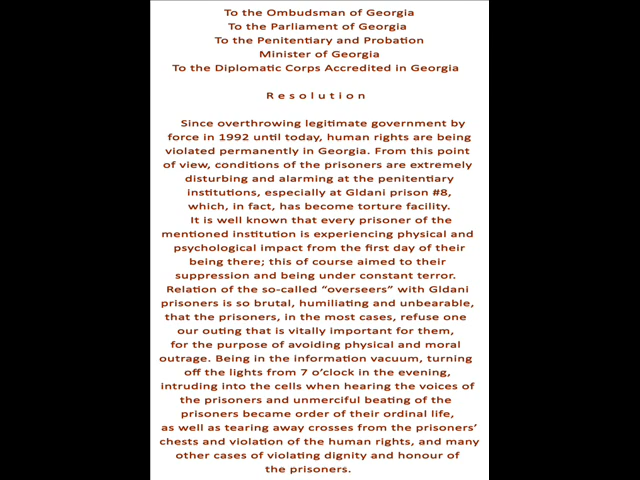 To the Ombudsman of Georgia
To the Parliament of Georgia
To the Penitentiary and Probation
Minister of Georgia
To the Diplomatic Corps Accredited in Georgia
R e s o l u t i o n
Since overthrowing legitimate government by
force in 1992 until today, human rights are being
violated permanently in Georgia. From this point
of view, conditions of the prisoners are extremely
disturbing and alarming at the penitentiary
institutions, especially at Gldani prison #8,
which, in fact, has become torture facility.
It is well known that every prisoner of the
mentioned institution is experiencing physical and
psychological impact from the first day of their
being there; this of course aimed to their
suppression and being under constant terror.
Relation of the so-called “overseers” with Gldani
prisoners is so brutal, humiliating and unbearable,
that the prisoners, in the most cases, refuse one
our outing that is vitally important for them,
for the purpose of avoiding physical and moral
outrage. Being in the information vacuum, turning
off the lights from 7 o’clock in the evening,
intruding into the cells when hearing the voices of
the prisoners and unmerciful beating of the
prisoners became order of their ordinal life,
as well as tearing away crosses from the prisoners’
chests and violation of the human rights, and many
other cases of violating dignity and honour of
the prisoners.